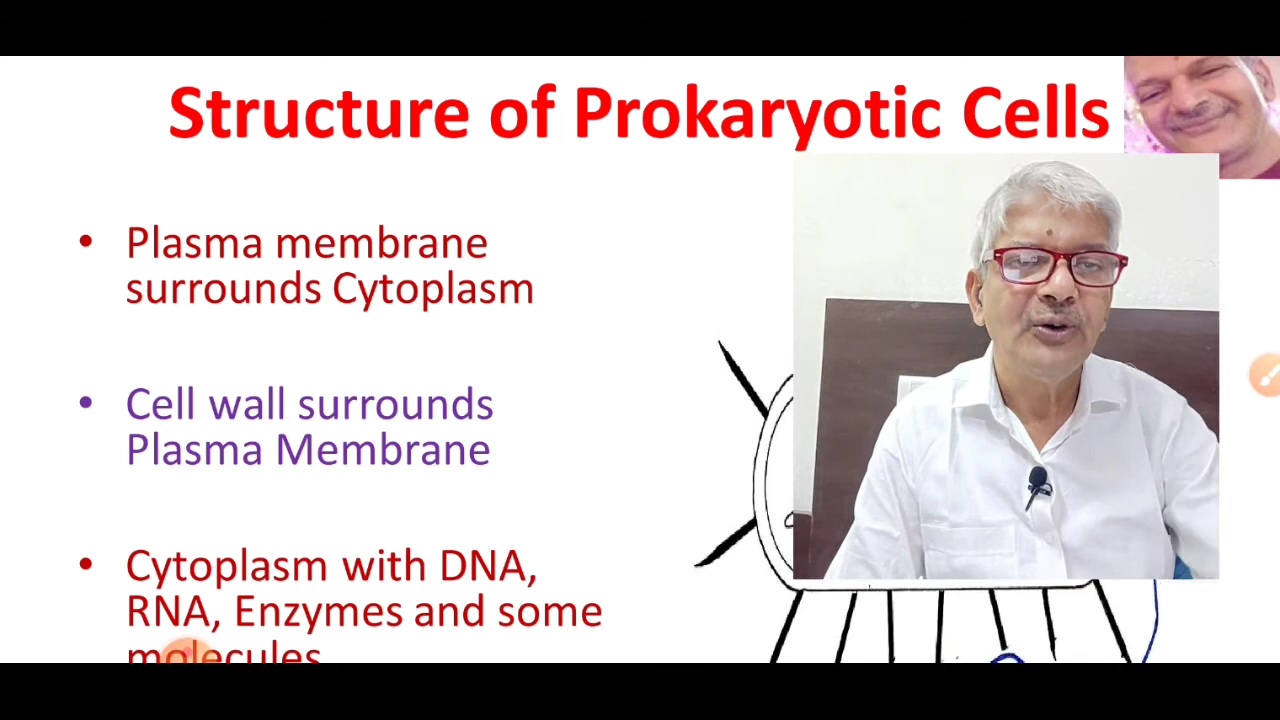 Structure of Prokaryotic Cells
• Plasma membrane
surrounds Cytoplasm
• Cell wall surrounds
Plasma Membrane
• Cytoplasm with DNA,
RNA, Enzymes and some
molecules